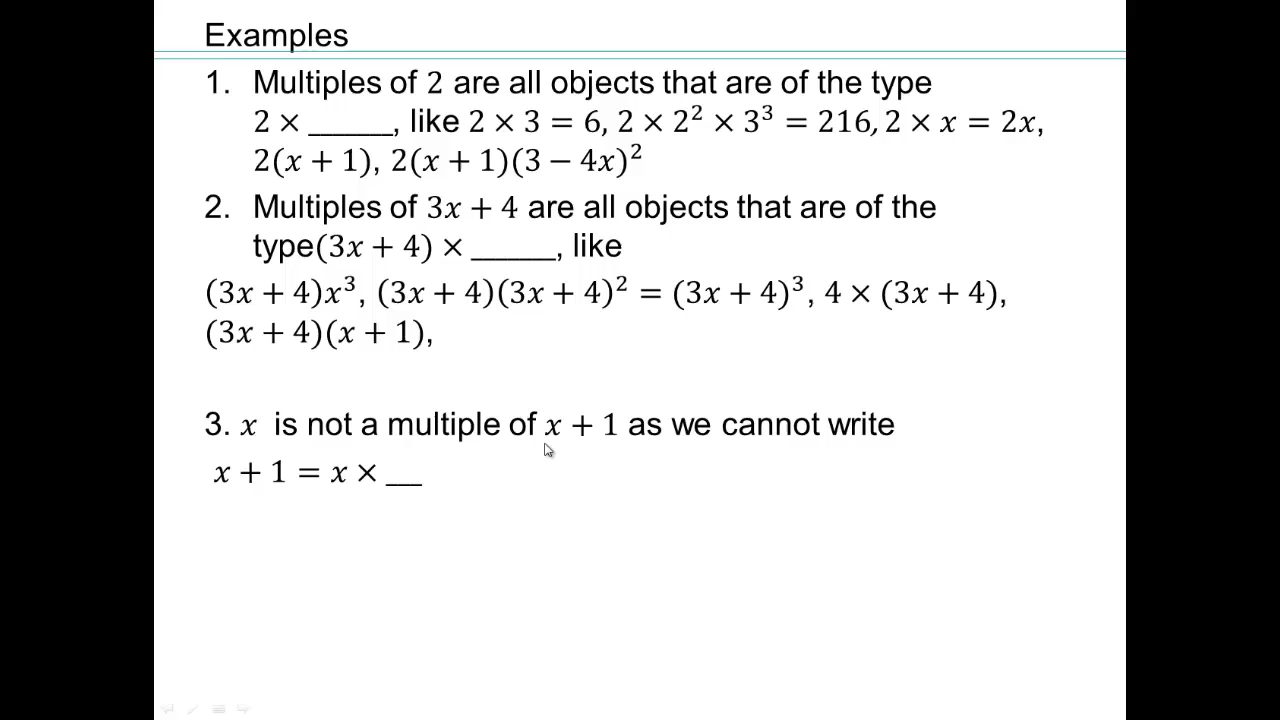 Examples
1. Multiples of 2 are all objects that are of the type
2 × _______, like 2 × 3 = 6, 2 × 2² × 3³ = 216, 2 × x = 2x,
2(x + 1), 2(x + 1)(3 − 4x)²
2. Multiples of 3x + 4 are all objects that are of the
type(3x + 4) × _______, like
(3x + 4)x³, (3x + 4)(3x + 4)² = (3x + 4)³, 4 × (3x + 4),
(3x + 4)(x + 1),
3. x is not a multiple of x + 1 as we cannot write
x + 1 = x × ___